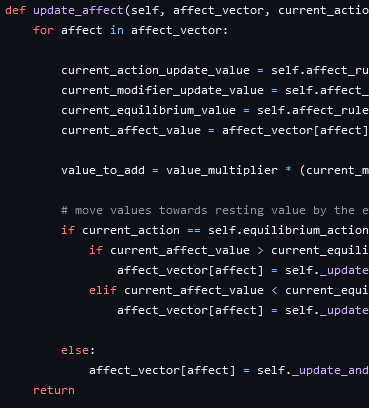 def update_affect(self, affect_vector, current_actio
for affect in affect_vector:
current_action_update_value = self.affect_ru
current_modifier_update_value = self.affect_
current_equilibrium_value = self.affect_rule
current_affect_value = affect_vector[affect]
value_to_add = value_multiplier * (current_m
# move values towards resting value by the e
if current_action == self.equilibrium_action
if current_affect_value > current_equili
affect_vector[affect] = self._update
elif current_affect_value < current_equi
affect_vector[affect] = self._update
else:
affect_vector[affect] = self._update_and
return